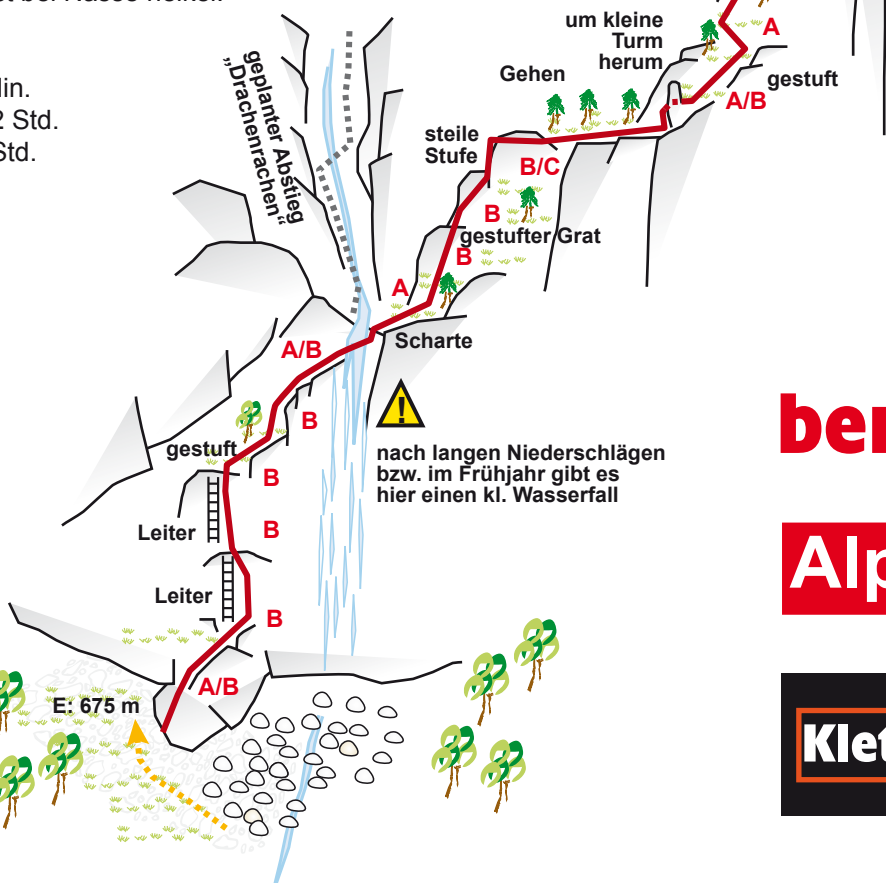 um kleine
Turm
herum
A
Gehen
gestuft
A/B
geplanter Abstieg
„Drachenrachen“
steile
Stufe
B/C
B
gestufter Grat
B
A
Scharte
A/B
B
nach langen Niederschlägen
bzw. im Frühjahr gibt es
hier einen kl. Wasserfall
gestuft
B
Leiter
B
Leiter
B
A/B
E: 675 m
2 Std.
Std.
ber
Alp
Klet